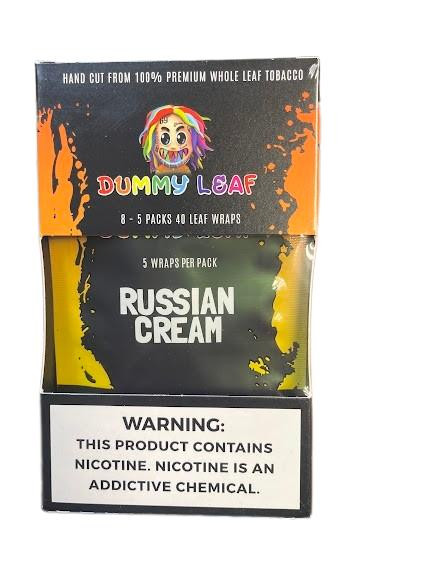 HAND CUT FROM 100% PREMIUM WHOLE LEAF TOBACCO
69
DUMMY LEAF
8 - 5 PACKS 40 LEAF WRAPS
5 WRAPS PER PACK
RUSSIAN
CREAM
WARNING:
THIS PRODUCT CONTAINS
NICOTINE. NICOTINE IS AN
ADDICTIVE CHEMICAL.